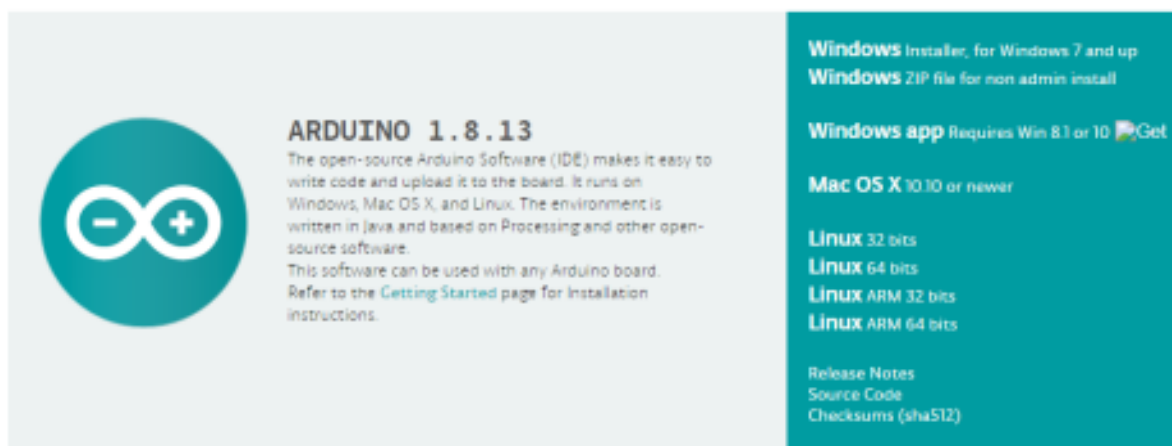 ARDUINO 1.8.13
The open-source Arduino Software (IDE) makes it easy to
write code and upload it to the board. It runs on
Windows, Mac OS X, and Linux. The environment is
written in Java and based on Processing and other open-
source software.
This software can be used with any Arduino board.
Refer to the Getting Started page for Installation
instructions.
Windows Installer, for Windows 7 and up
Windows ZIP file for non admin install
Windows app Requires Win 8.1 or 10 Get
Mac OS X 10.10 or newer
Linux 32 bits
Linux 64 bits
Linux ARM 32 bits
Linux ARM 64 bits
Release Notes
Source Code
Checksums (sha512)